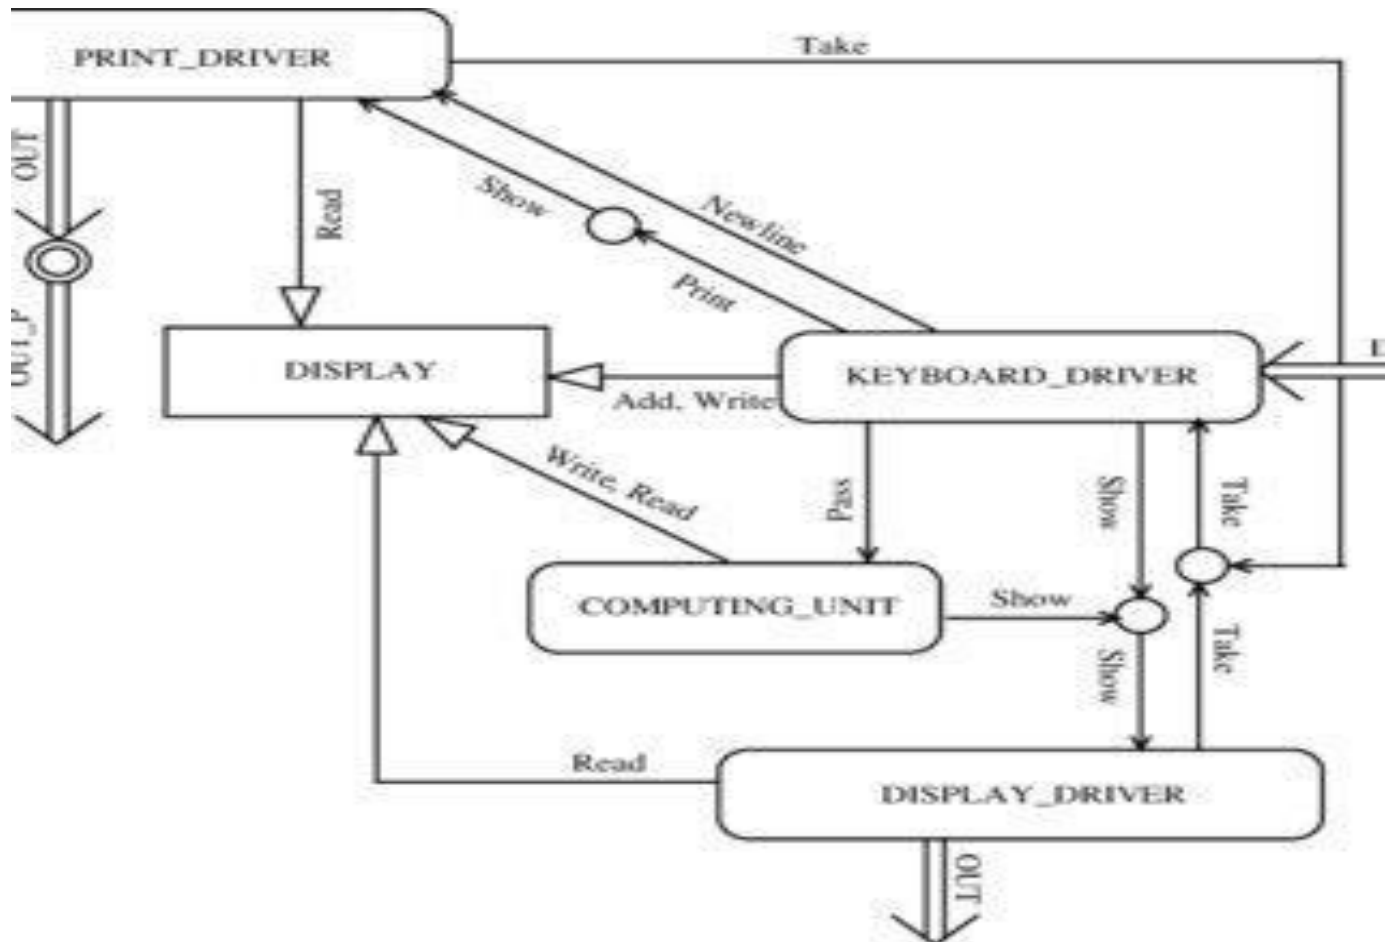 PRINT_DRIVER
Take
OUT
Read
Show
Newline
Print
OUT_P
DISPLAY
KEYBOARD_DRIVER
Add, Write
Write, Read
Pass
Show
Take
COMPUTING_UNIT
Show
Show
Take
Read
DISPLAY_DRIVER
OUT